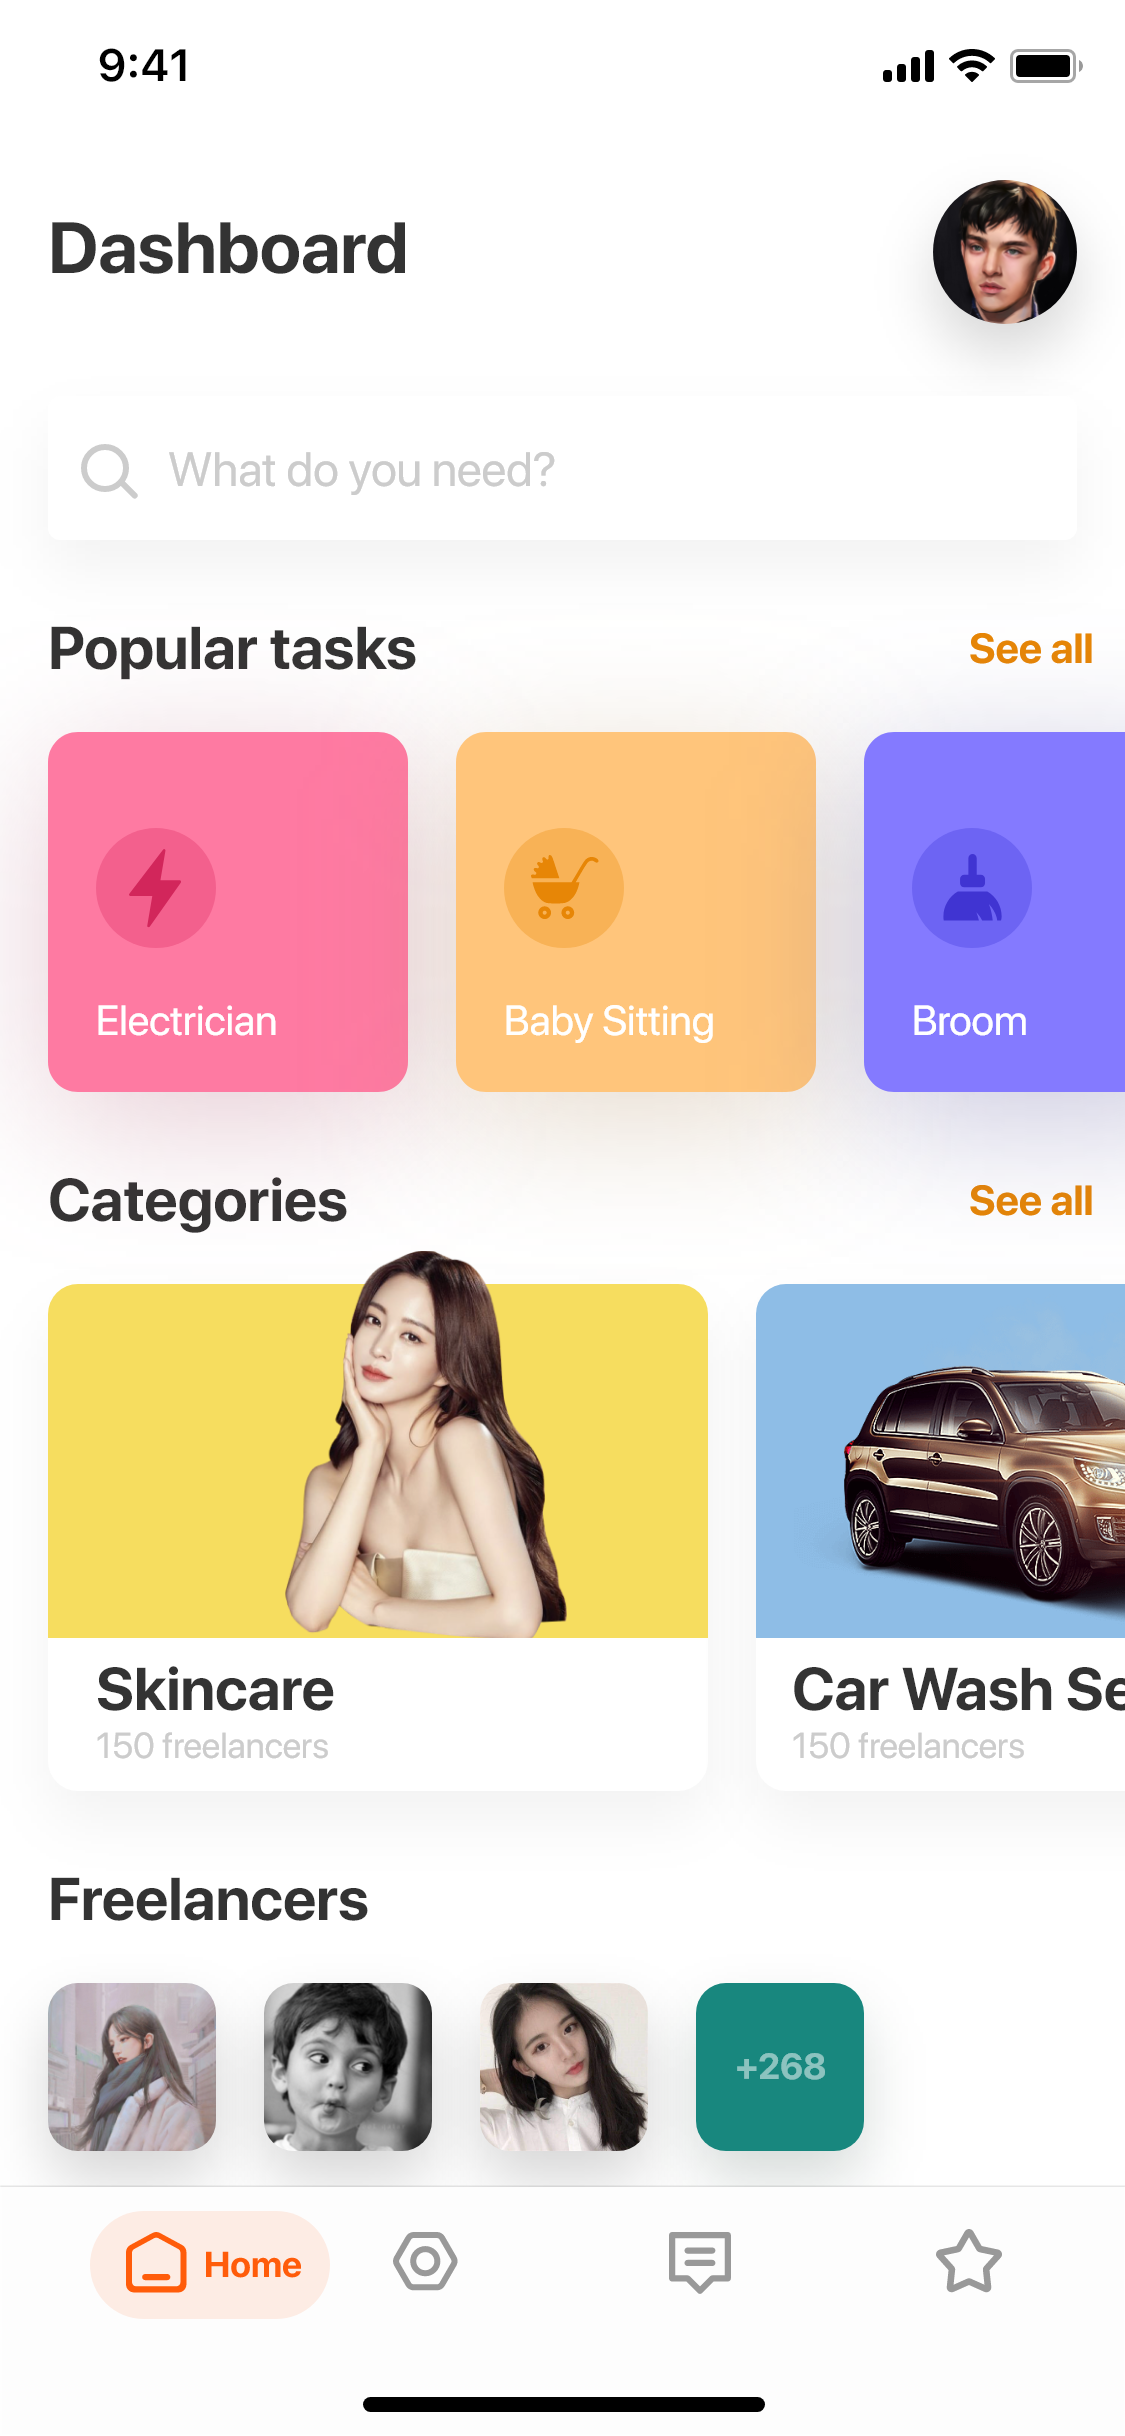 9:41
Dashboard
What do you need?
Popular tasks
See all
Electrician
Baby Sitting
Broom
Categories
See all
Skincare
150 freelancers
Car Wash Se
150 freelancers
Freelancers
+268
Home